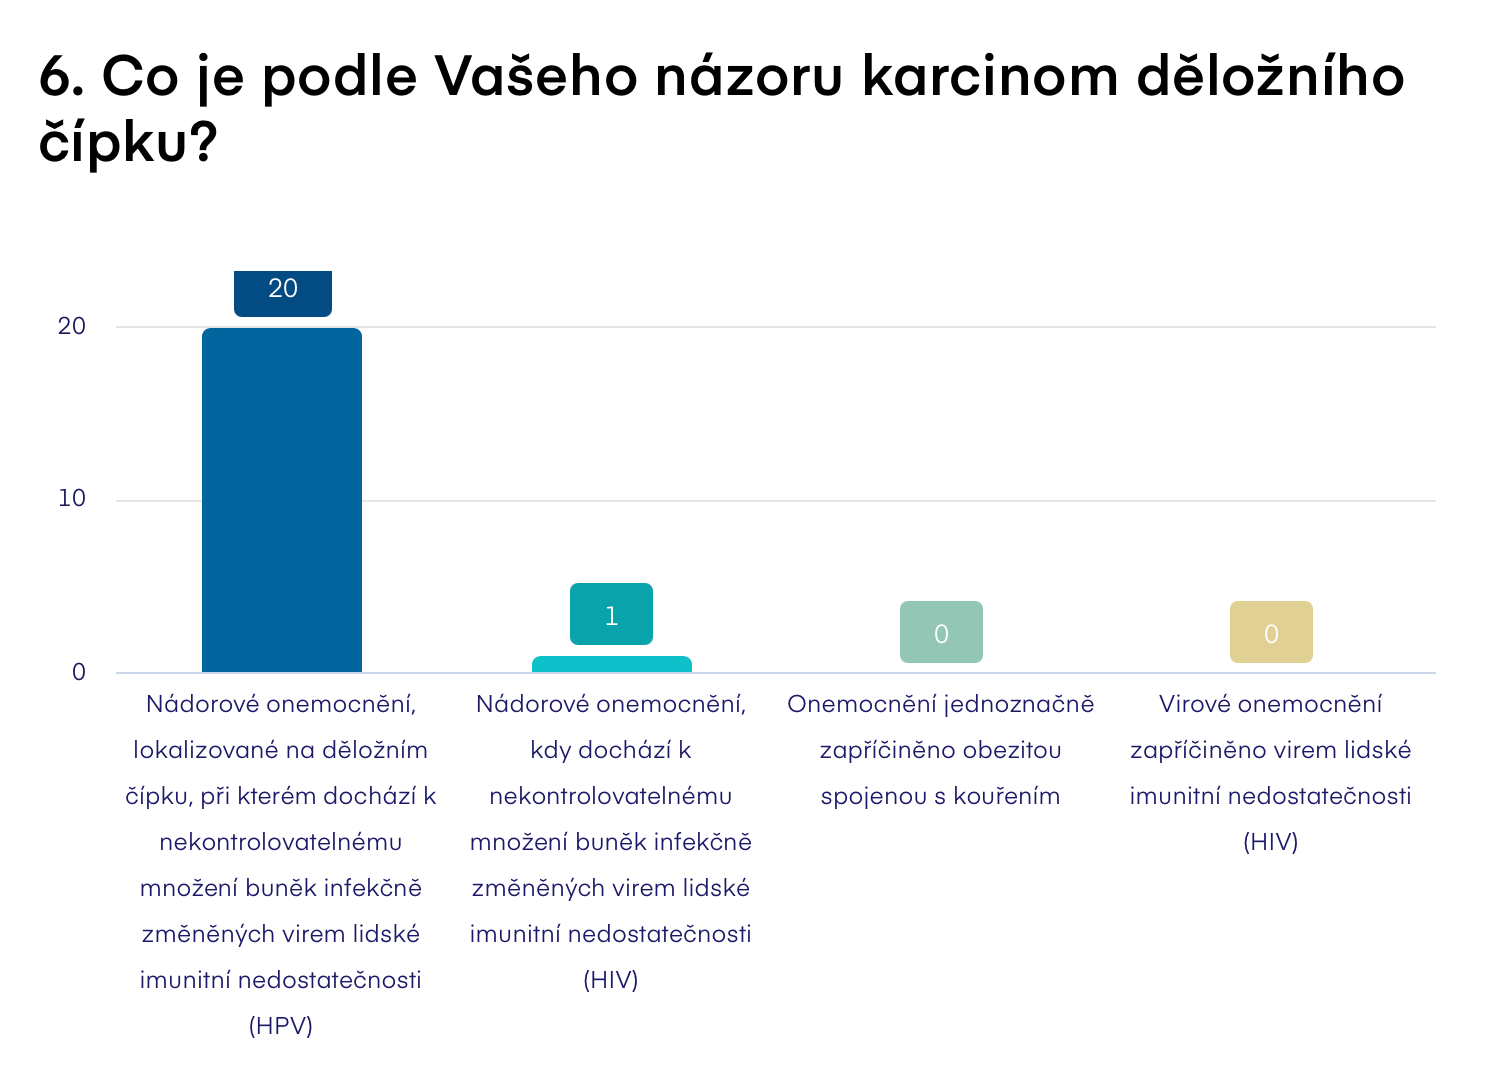 6. Co je podle Vašeho názoru karcinom děložního
čípku?
20
20
10
1
0
0
0
Nádorové onemocnění,
lokalizované na děložním
čípku, při kterém dochází k
nekontrolovatelnému
množení buněk infekčně
změněných virem lidské
imunitní nedostatečnosti
(HPV)
Nádorové onemocnění,
kdy dochází k
nekontrolovatelnému
množení buněk infekčně
změněných virem lidské
imunitní nedostatečnosti
(HIV)
Onemocnění jednoznačně
zapříčiněno obezitou
spojenou s kouřením
Virové onemocnění
zapříčiněno virem lidské
imunitní nedostatečnosti
(HIV)